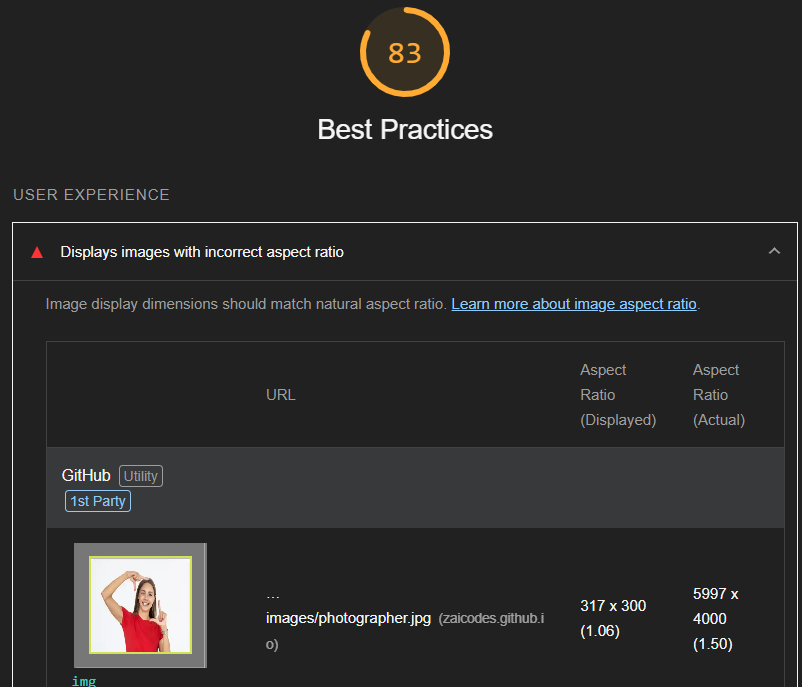 83
Best Practices
USER EXPERIENCE
Displays images with incorrect aspect ratio
Image display dimensions should match natural aspect ratio. Learn more about image aspect ratio.
URL
Aspect
Ratio
(Displayed)
Aspect
Ratio
(Actual)
GitHub Utility
1st Party
...
images/photographer.jpg (zaicodes.github.i
o)
317 x 300
(1.06)
5997 x
4000
(1.50)
img